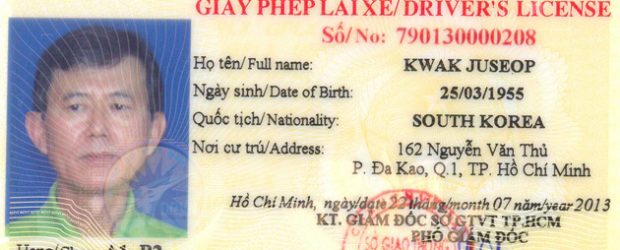 GIẤY PHÉP LÁI XE/DRIVER'S LICENSE
Số/No: 790130000208
Họ tên/ Full name: KWAK JUSEOP
Ngày sinh/ Date of Birth: 25/03/1955
Quốc tịch/ Nationality: SOUTH KOREA
Nơi cư trú/Address: 162 Nguyễn Văn Thủ
P. Đa Kao, Q.1, TP. Hồ Chí Minh
Hồ Chí Minh, ngày/date 22 tháng/month 07 năm/year 2013
KT. GIÁM ĐỐC SỞ GTVT TP.HCM
PHÓ GIÁM ĐỐC
SỞ GIAO THÔNG